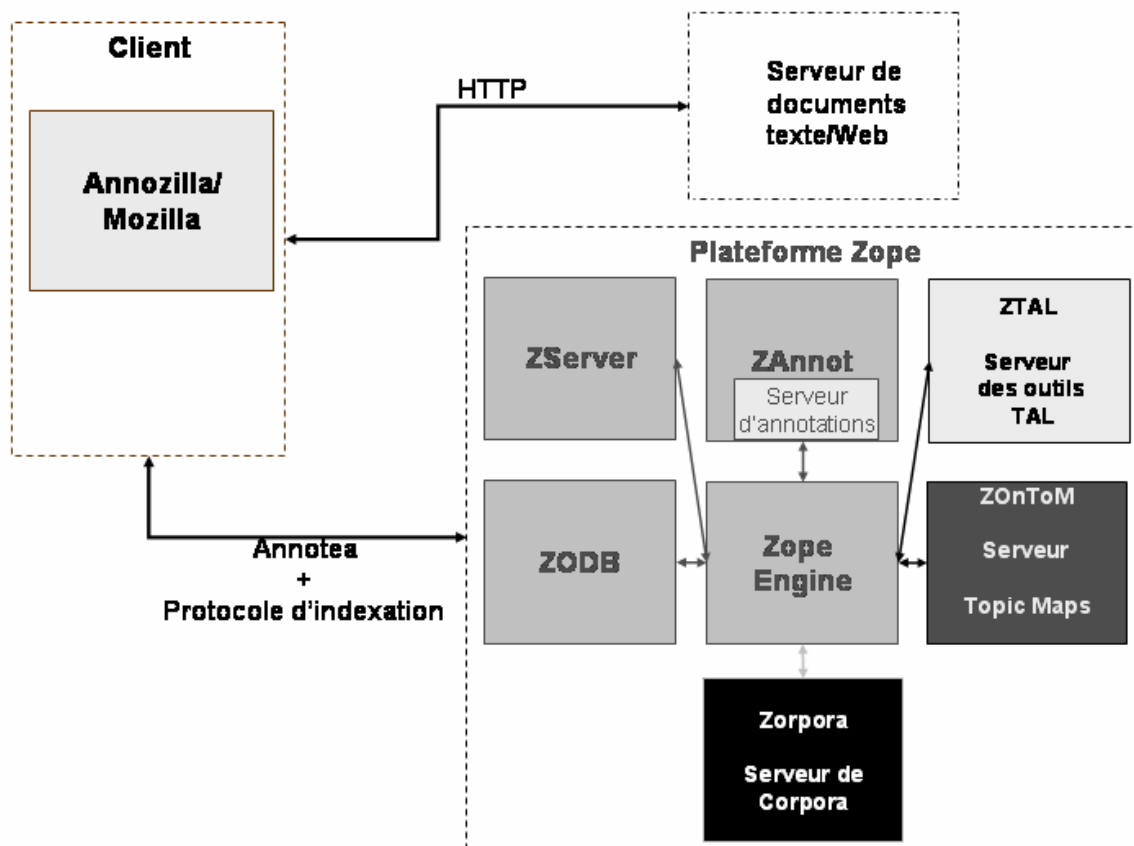 Client
Annozilla/
Mozilla
HTTP
Serveur de
documents
texte/Web
Annotea
+
Protocole d'indexation
Plateforme Zope
ZServer
ZAnnot
Serveur
d'annotations
ZTAL
Serveur
des outils
TAL
ZODB
Zope
Engine
ZOnToM
Serveur
Topic Maps
Zorpora
Serveur de
Corpora